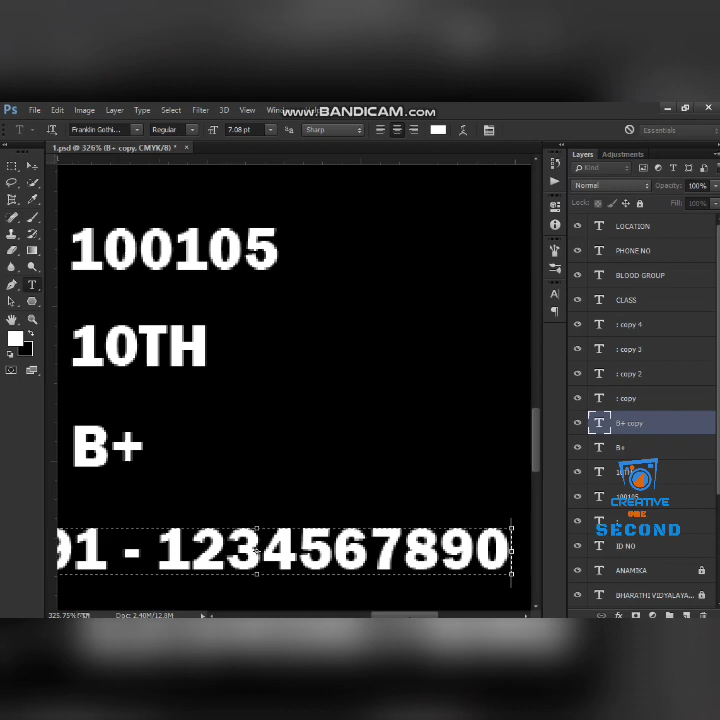 www.BANDICAM.com
Ps File Edit Layer Type Select Filter 3D View
T Franklin Gothi... Regular 7.08 pt Sharp Essentials
1.psd @ 326% (B+ copy, CMYK/8) *
Layers Adjustments
Kind
Normal Opacity: 100%
Lock: Fill: 100%
LOCATION
PHONE NO
BLOOD GROUP
CLASS
: copy 4
: copy 3
: copy 2
: copy
B+ copy
B+
100105
ID NO
ANAMIKA
BHARATHI VIDYALAYA...
100105
10TH
B+
91 - 1234567890
CREATIVE
ONE
SECOND
325.75% Doc: 2.40M/12.9M